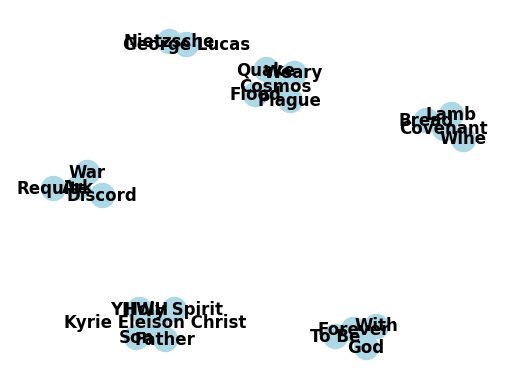 Nietzsche
George Lucas
Quake
Weary
Cosmos
Flood
Plague
Lamb
Bread
Covenant
Wine
War
Requite
Ark
Discord
YHWH
Holy Spirit
Kyrie Eleison Christ
Son
Father
With
Forever
To Be
God